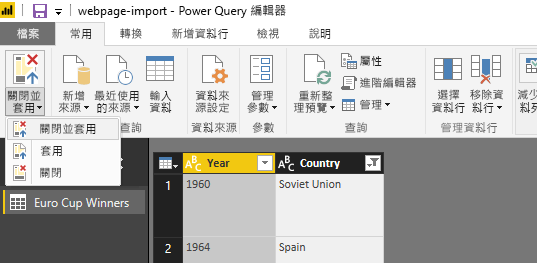 webpage-import - Power Query 編輯器
檔案 常用 轉換 新增資料行 檢視 說明
關閉並
套用
新增
來源
最近使用
的來源
輸入
資料
資料來
源設定
管理
參數
重新整
理預覽
屬性
進階編輯器
管理
選擇
資料行
移除資
料行
減少
料列
查詢 資料來源 參數 查詢 管理資料行
關閉並套用
套用
關閉
Euro Cup Winners
ABC Year ABC Country
1 1960 Soviet Union
2 1964 Spain